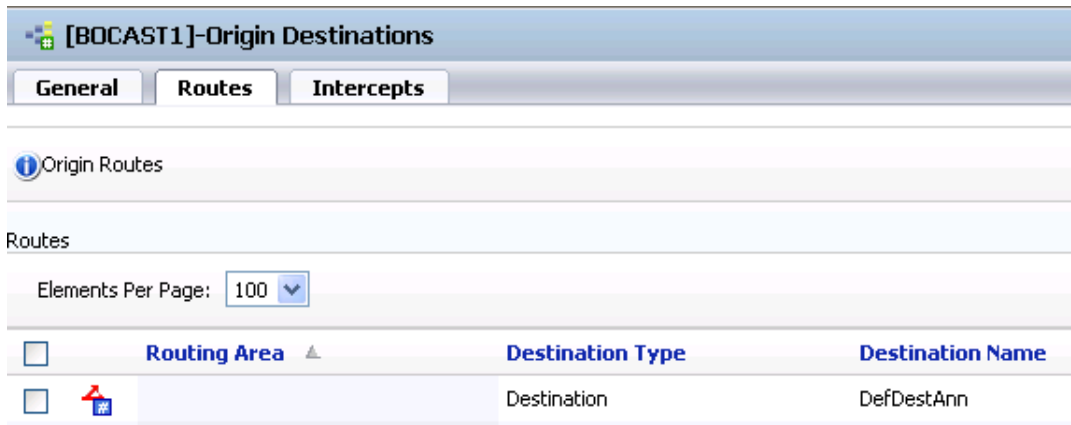 [BOCAST1]-Origin Destinations
General Routes Intercepts
Origin Routes
Routes
Elements Per Page: 100
Routing Area Destination Type Destination Name
Destination DefDestAnn